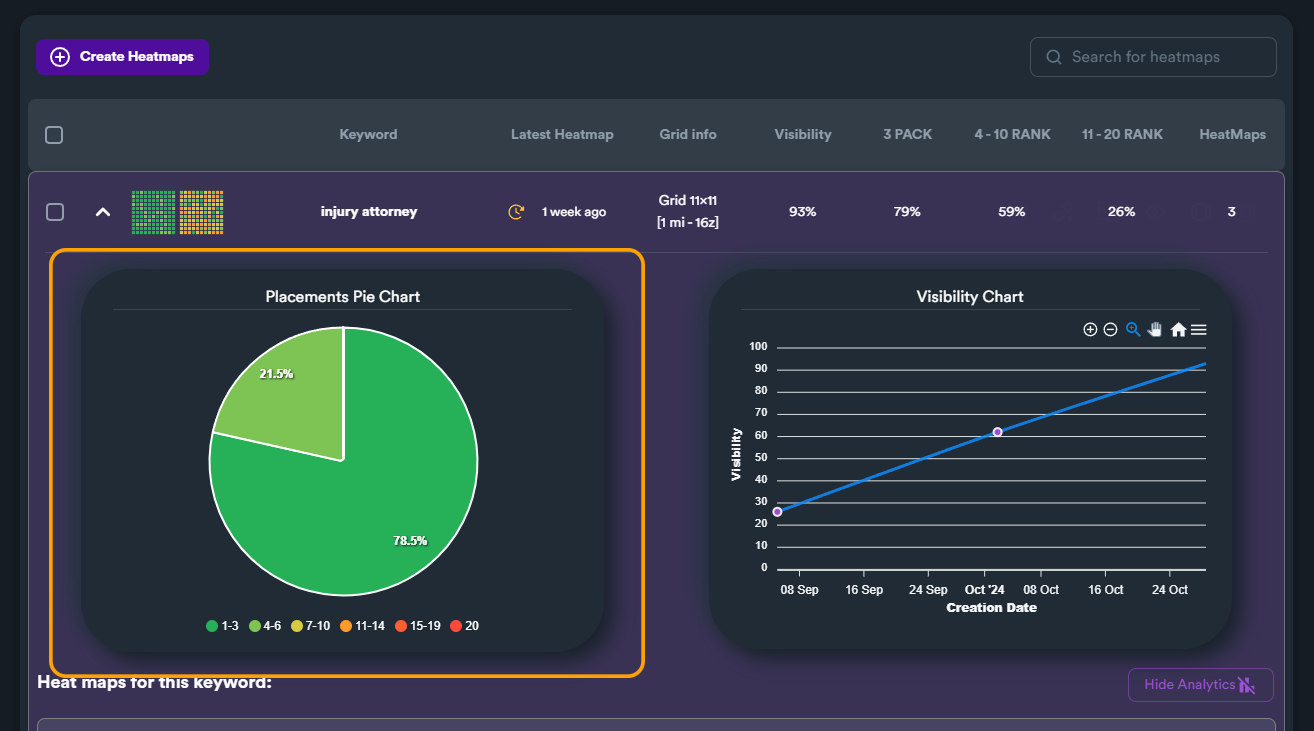 Create Heatmaps
Search for heatmaps
Keyword Latest Heatmap Grid info Visibility 3 PACK 4 - 10 RANK 11 - 20 RANK HeatMaps
injury attorney 1 week ago Grid 11×11 [1 mi - 16z] 93% 79% 59% 26% 3
Placements Pie Chart
21.5%
78.5%
1-3 4-6 7-10 11-14 15-19 20
Visibility Chart
100
90
80
70
60
50
40
30
20
10
0
Visibility
08 Sep 16 Sep 24 Sep Oct '24 08 Oct 16 Oct 24 Oct
Creation Date
Heat maps for this keyword:
Hide Analytics